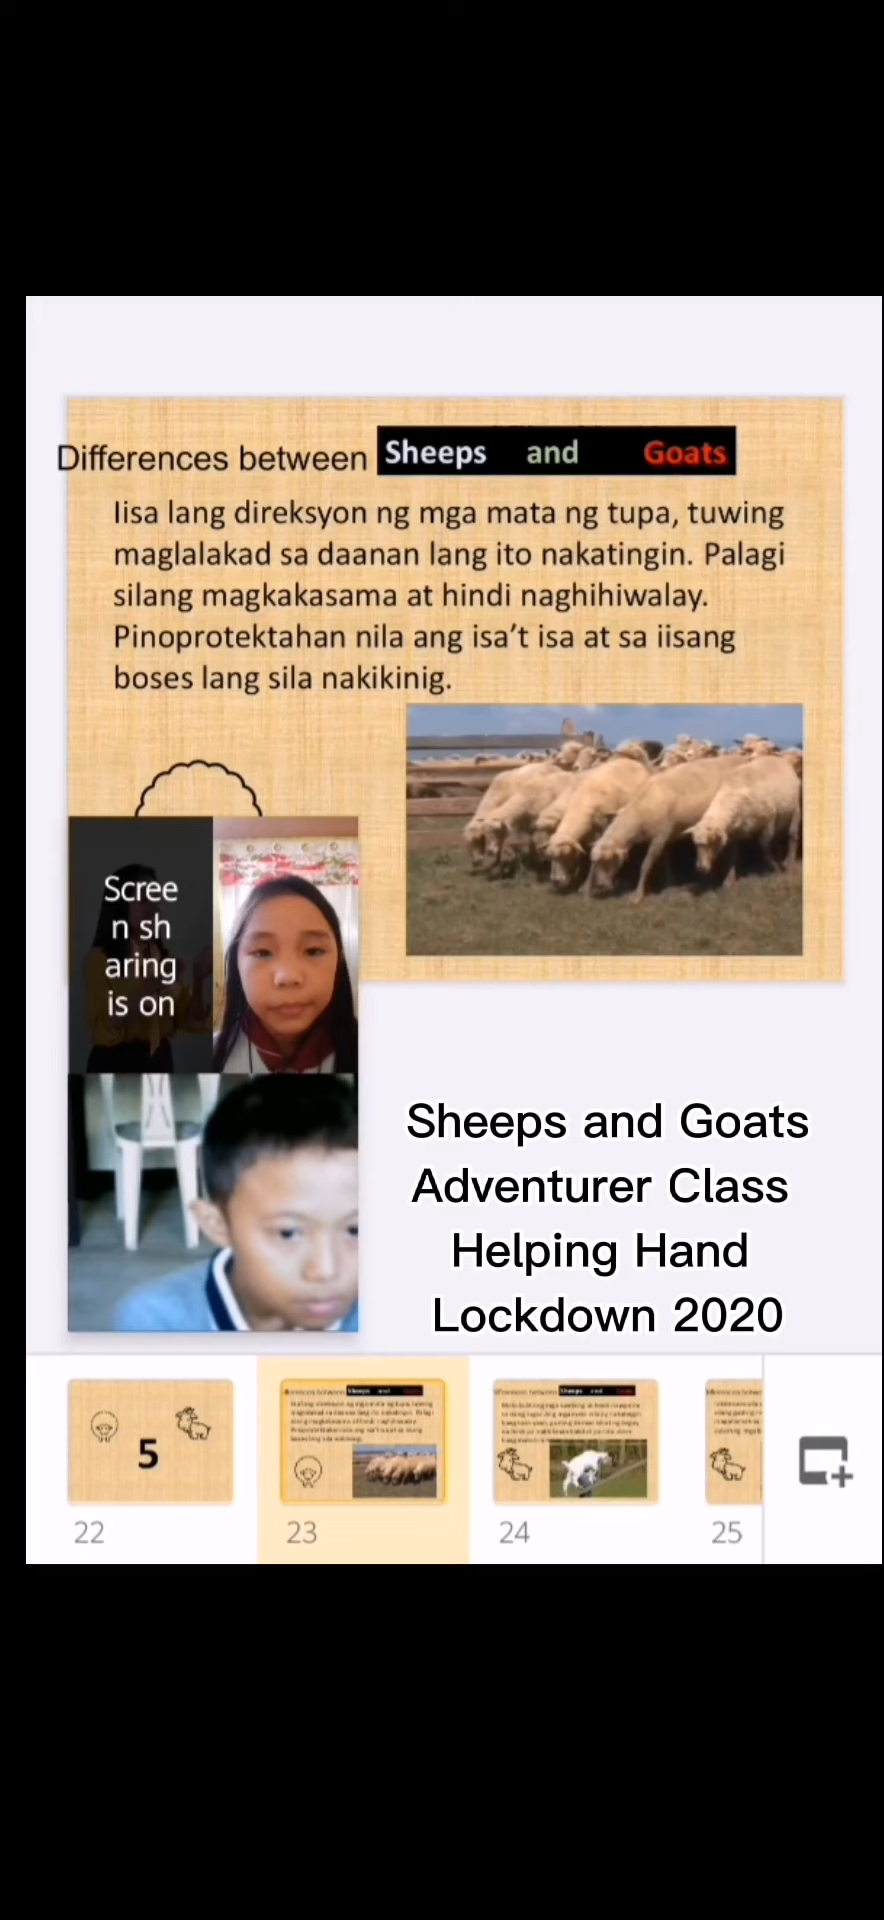 Differences between Sheeps and Goats
Iisa lang direksyon ng mga mata ng tupa, tuwing
maglalakad sa daanan lang ito nakatingin. Palagi
silang magkakasama at hindi naghihiwalay.
Pinoprotektahan nila ang isa't isa at sa iisang
boses lang sila nakikinig.
Scree
n sh
aring
is on
Sheeps and Goats
Adventurer Class
Helping Hand
Lockdown 2020
5
22
23
24
25